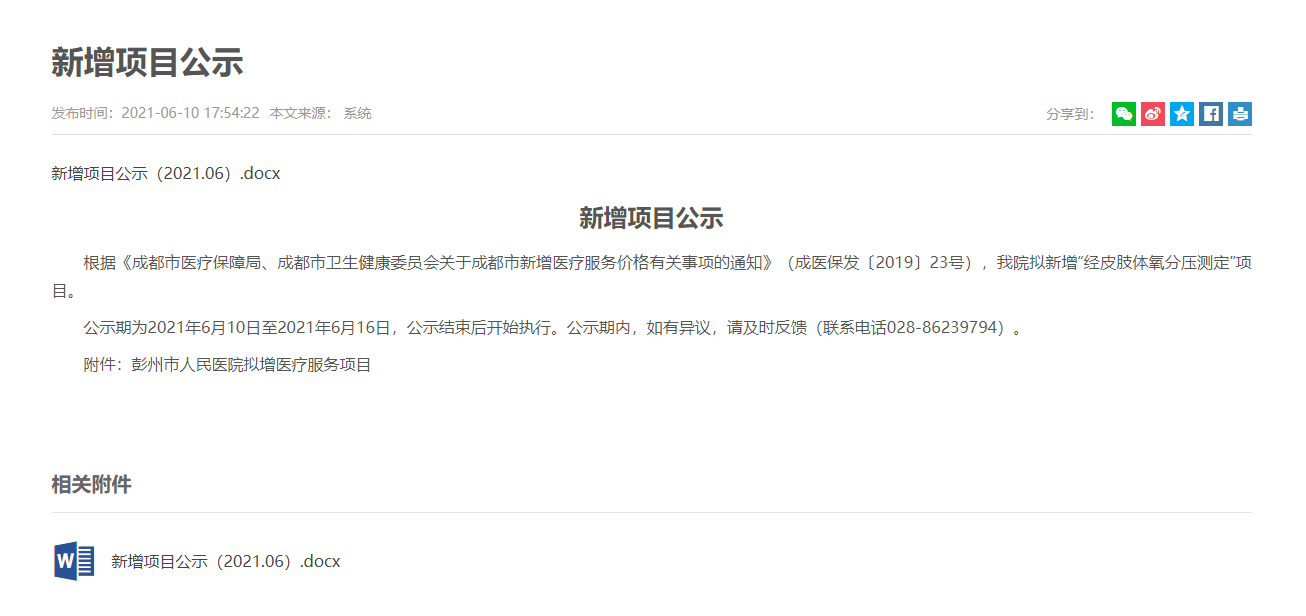 新增项目公示
发布时间：2021-06-10 17:54:22 本文来源： 系统
分享到：
新增项目公示（2021.06）.docx
新增项目公示
根据《成都市医疗保障局、成都市卫生健康委员会关于成都市新增医疗服务价格有关事项的通知》（成医保发〔2019〕23号），我院拟新增“经皮肢体氧分压测定”项
目。
公示期为2021年6月10日至2021年6月16日，公示结束后开始执行。公示期内，如有异议，请及时反馈（联系电话028-86239794）。
附件：彭州市人民医院拟增医疗服务项目
相关附件
W
新增项目公示（2021.06）.docx